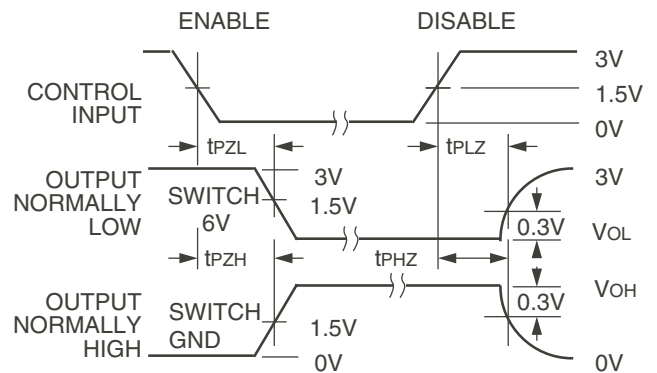 ENABLE DISABLE
3V
CONTROL INPUT 1.5V
0V
tPZL tPLZ
OUTPUT NORMALLY LOW
SWITCH 6V
3V
1.5V
3V
0.3V VOL
tPZH tPHZ
OUTPUT NORMALLY HIGH
SWITCH GND
1.5V
0V
0.3V VOH
0V